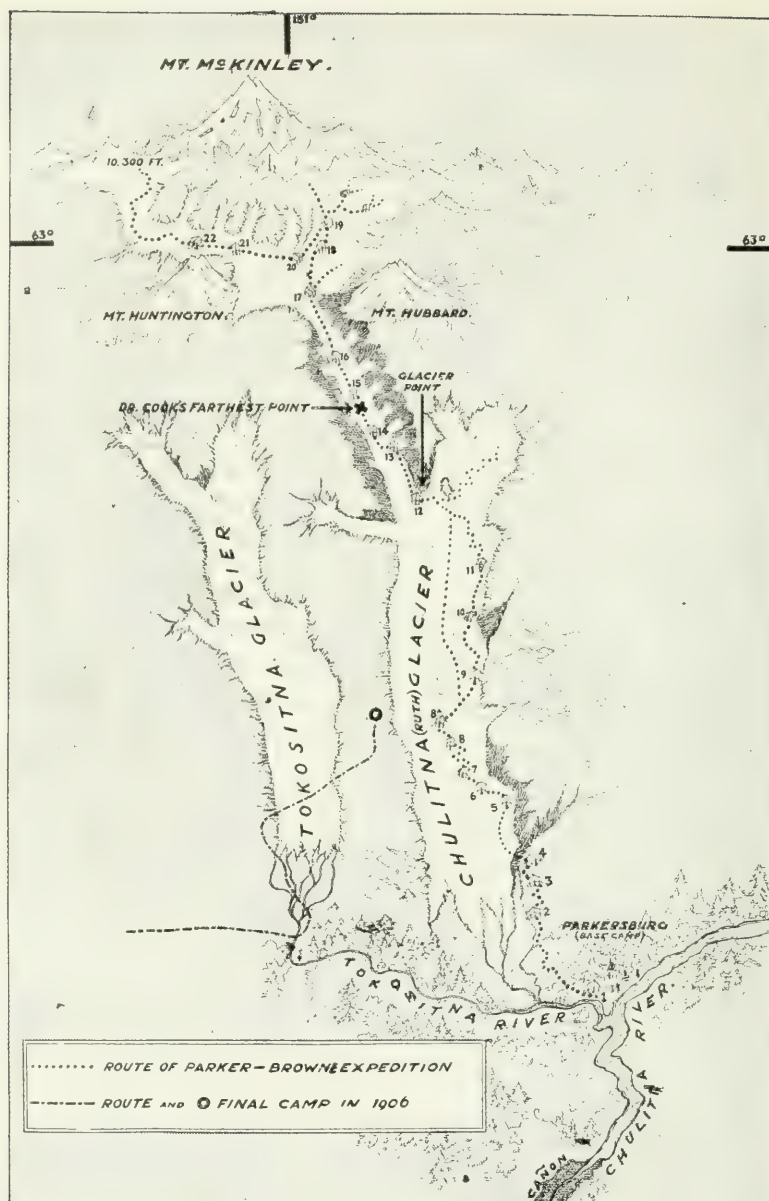 151°
MT. MCKINLEY.
10,300 FT.
63°
63°
19
18
22
21
20
17
MT. HUNTINGTON.
MT. HUBBARD.
16
GLACIER
POINT
15
DR. COOK'S FARTHEST POINT
14
13
12
TOKOSITNA GLACIER
CHULITNA (RUTH) GLACIER
11
10
9
8
8
7
6
5
4
3
2
PARKERSBURG
(BASE CAMP)
1
TOKOSITNA RIVER
CHULITNA RIVER.
CAÑON
ROUTE OF PARKER-BROWNE EXPEDITION
ROUTE AND FINAL CAMP IN 1906